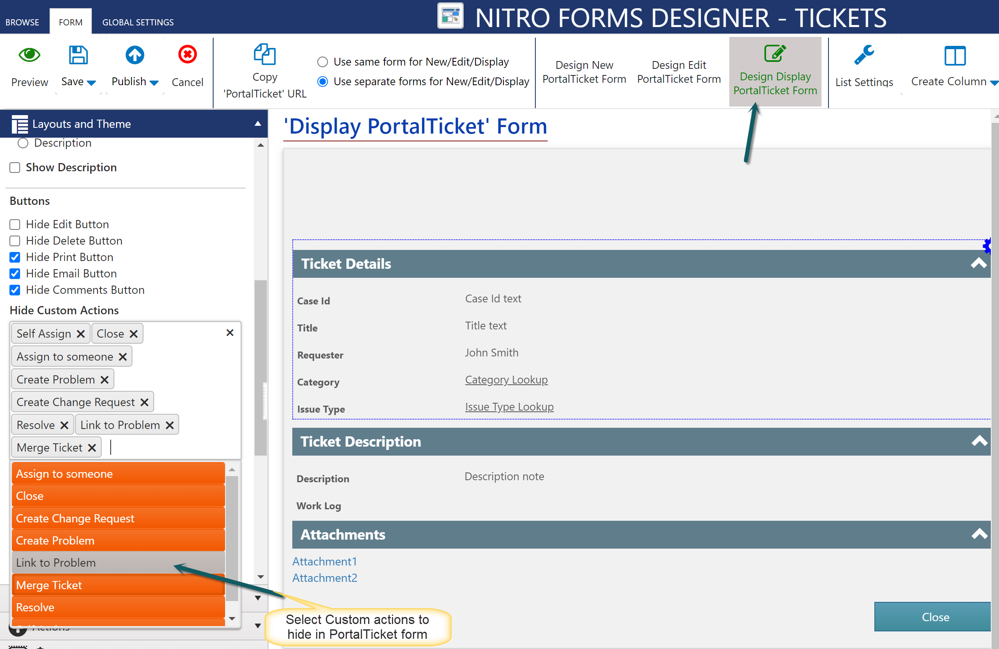 BROWSE
FORM
GLOBAL SETTINGS
NITRO FORMS DESIGNER - TICKETS
Preview
Save
Publish
Cancel
Copy
'PortalTicket' URL
Use same form for New/Edit/Display
Use separate forms for New/Edit/Display
Design New
PortalTicket Form
Design Edit
PortalTicket Form
Design Display
PortalTicket Form
List Settings
Create Column
Layouts and Theme
Description
Show Description
Buttons
Hide Edit Button
Hide Delete Button
Hide Print Button
Hide Email Button
Hide Comments Button
Hide Custom Actions
Self Assign
Close
Assign to someone
Create Problem
Create Change Request
Resolve
Link to Problem
Merge Ticket
Assign to someone
Close
Create Change Request
Create Problem
Link to Problem
Merge Ticket
Resolve
'Display PortalTicket' Form
Ticket Details
Case Id
Case Id text
Title
Title text
Requester
John Smith
Category
Category Lookup
Issue Type
Issue Type Lookup
Ticket Description
Description
Description note
Work Log
Attachments
Attachment1
Attachment2
Close
Select Custom actions to
hide in PortalTicket form